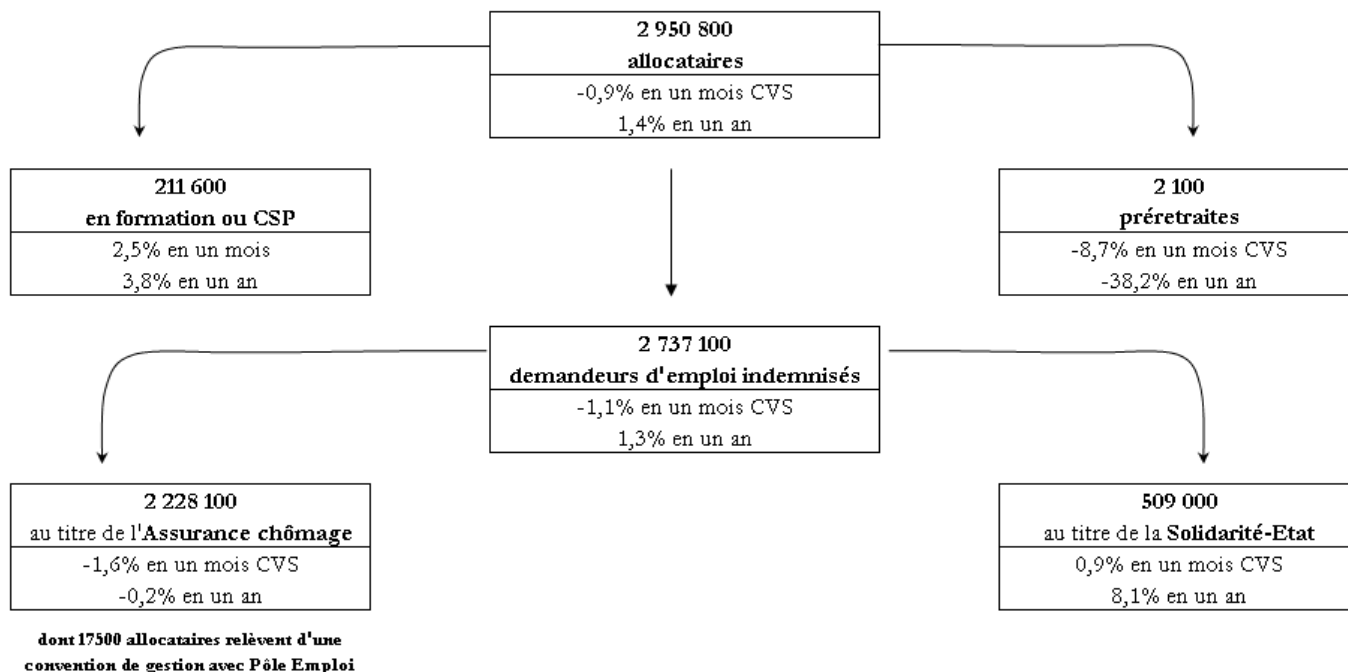 2 950 800
allocataires
-0,9% en un mois CVS
1,4% en un an
211 600
en formation ou CSP
2,5% en un mois
3,8% en un an
2 100
préretraites
-8,7% en un mois CVS
-38,2% en un an
2 737 100
demandeurs d'emploi indemnisés
-1,1% en un mois CVS
1,3% en un an
2 228 100
au titre de l'Assurance chômage
-1,6% en un mois CVS
-0,2% en un an
509 000
au titre de la Solidarité-Etat
0,9% en un mois CVS
8,1% en un an
dont 17500 allocataires relèvent d'une
convention de gestion avec Pôle Emploi